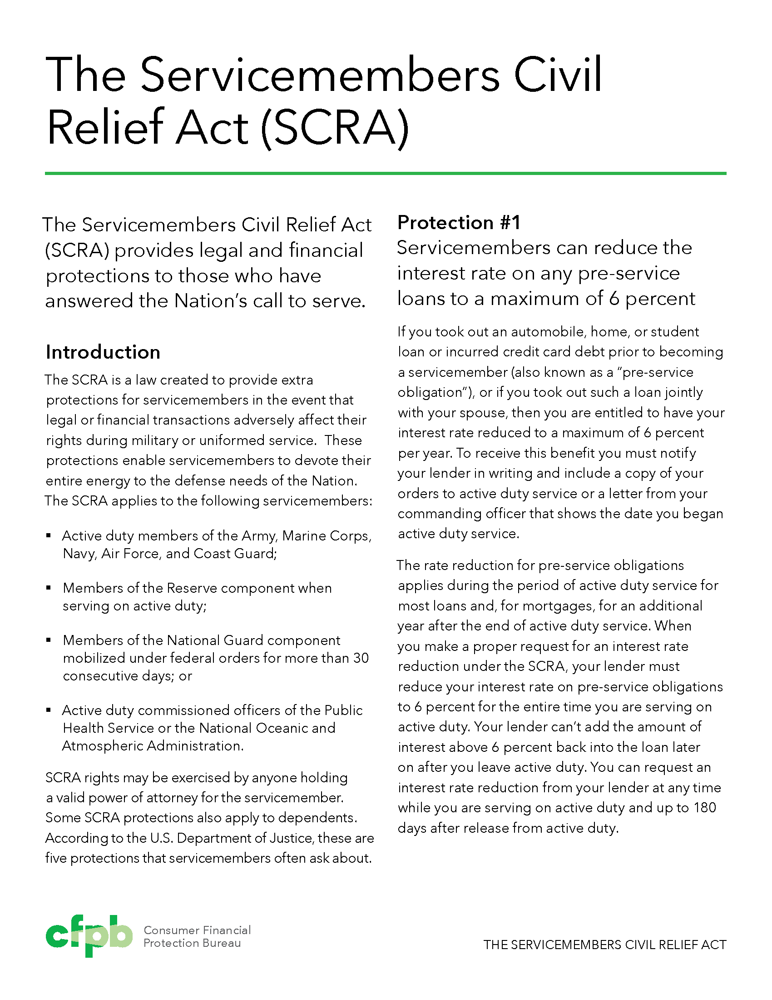 The Servicemembers Civil
Relief Act (SCRA)
The Servicemembers Civil Relief Act
(SCRA) provides legal and financial
protections to those who have
answered the Nation’s call to serve.
Introduction
The SCRA is a law created to provide extra
protections for servicemembers in the event that
legal or financial transactions adversely affect their
rights during military or uniformed service.  These
protections enable servicemembers to devote their
entire energy to the defense needs of the Nation.
The SCRA applies to the following servicemembers:
▪ Active duty members of the Army, Marine Corps,
Navy, Air Force, and Coast Guard;
▪ Members of the Reserve component when
serving on active duty;
▪ Members of the National Guard component
mobilized under federal orders for more than 30
consecutive days; or
▪ Active duty commissioned officers of the Public
Health Service or the National Oceanic and
Atmospheric Administration.
SCRA rights may be exercised by anyone holding
a valid power of attorney for the servicemember.
Some SCRA protections also apply to dependents.
According to the U.S. Department of Justice, these are
five protections that servicemembers often ask about.
Protection #1
Servicemembers can reduce the
interest rate on any pre-service
loans to a maximum of 6 percent
If you took out an automobile, home, or student
loan or incurred credit card debt prior to becoming
a servicemember (also known as a “pre-service
obligation”), or if you took out such a loan jointly
with your spouse, then you are entitled to have your
interest rate reduced to a maximum of 6 percent
per year. To receive this benefit you must notify
your lender in writing and include a copy of your
orders to active duty service or a letter from your
commanding officer that shows the date you began
active duty service.
The rate reduction for pre-service obligations
applies during the period of active duty service for
most loans and, for mortgages, for an additional
year after the end of active duty service. When
you make a proper request for an interest rate
reduction under the SCRA, your lender must
reduce your interest rate on pre-service obligations
to 6 percent for the entire time you are serving on
active duty. Your lender can’t add the amount of
interest above 6 percent back into the loan later
on after you leave active duty. You can request an
interest rate reduction from your lender at any time
while you are serving on active duty and up to 180
days after release from active duty.
cfpb
Consumer Financial
Protection Bureau
THE SERVICEMEMBERS CIVIL RELIEF ACT